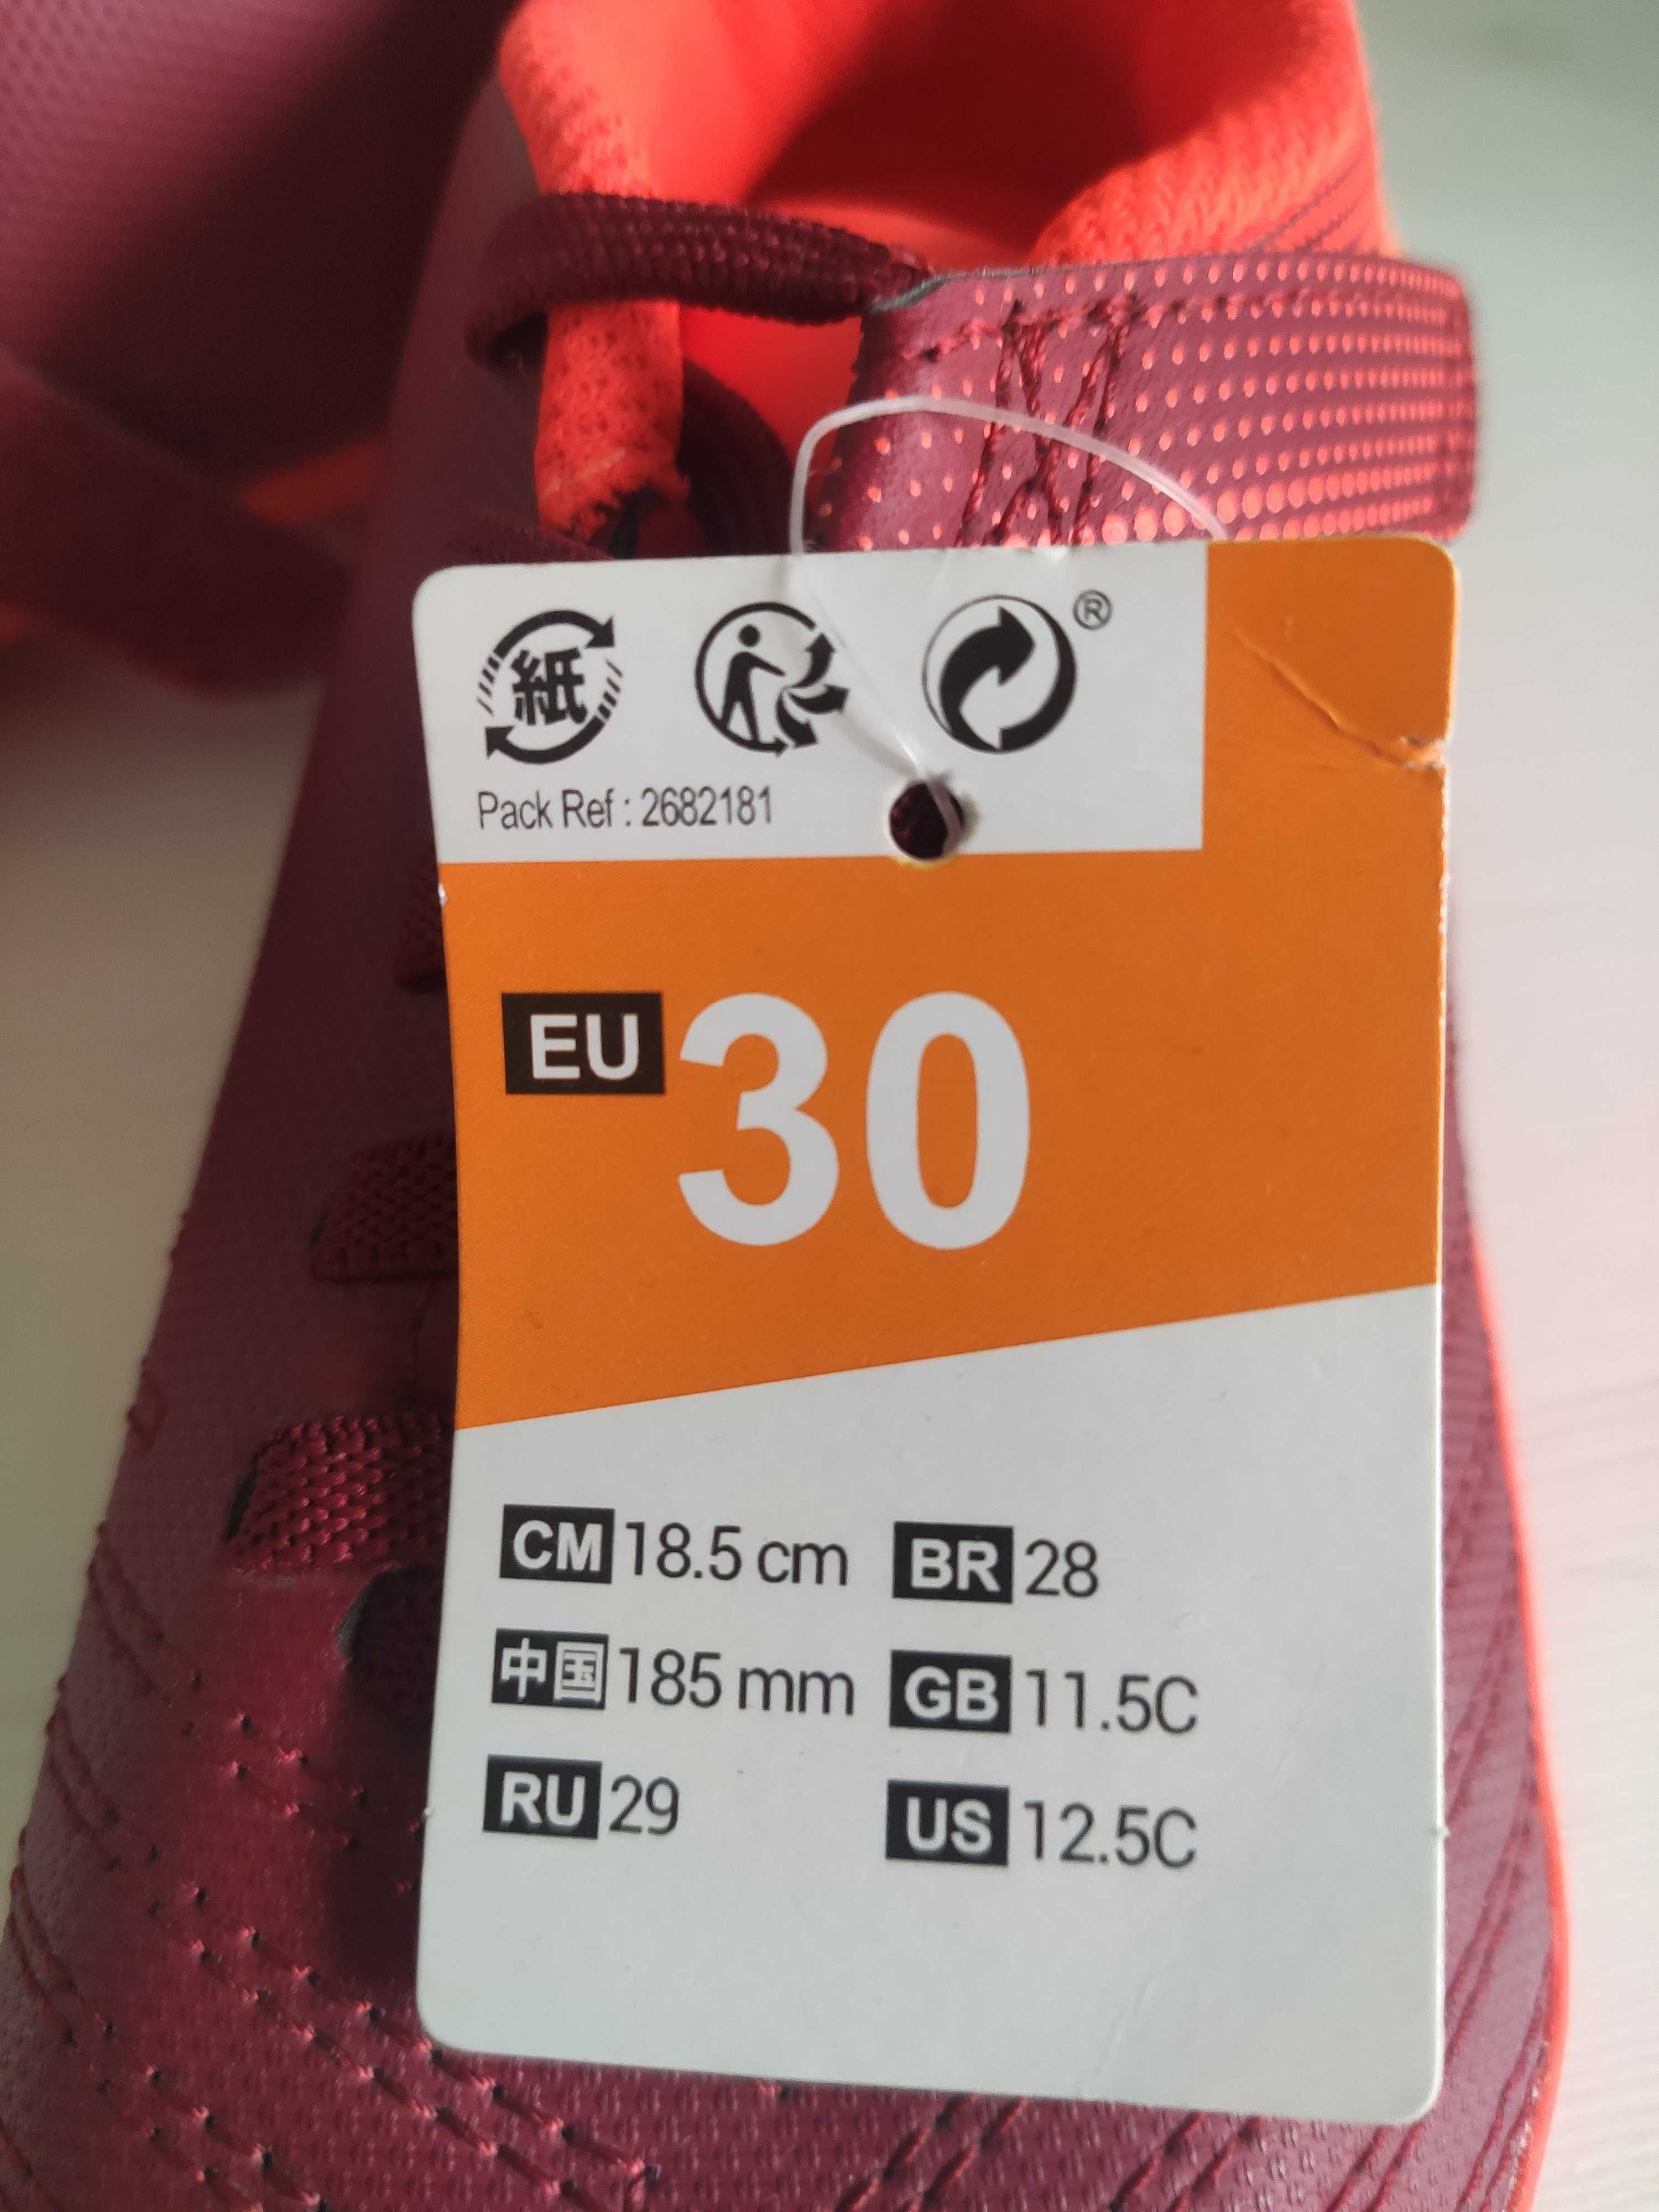 紙
®
Pack Ref : 2682181
EU 30
CM 18.5 cm BR 28
中国 185 mm GB 11.5C
RU 29 US 12.5C